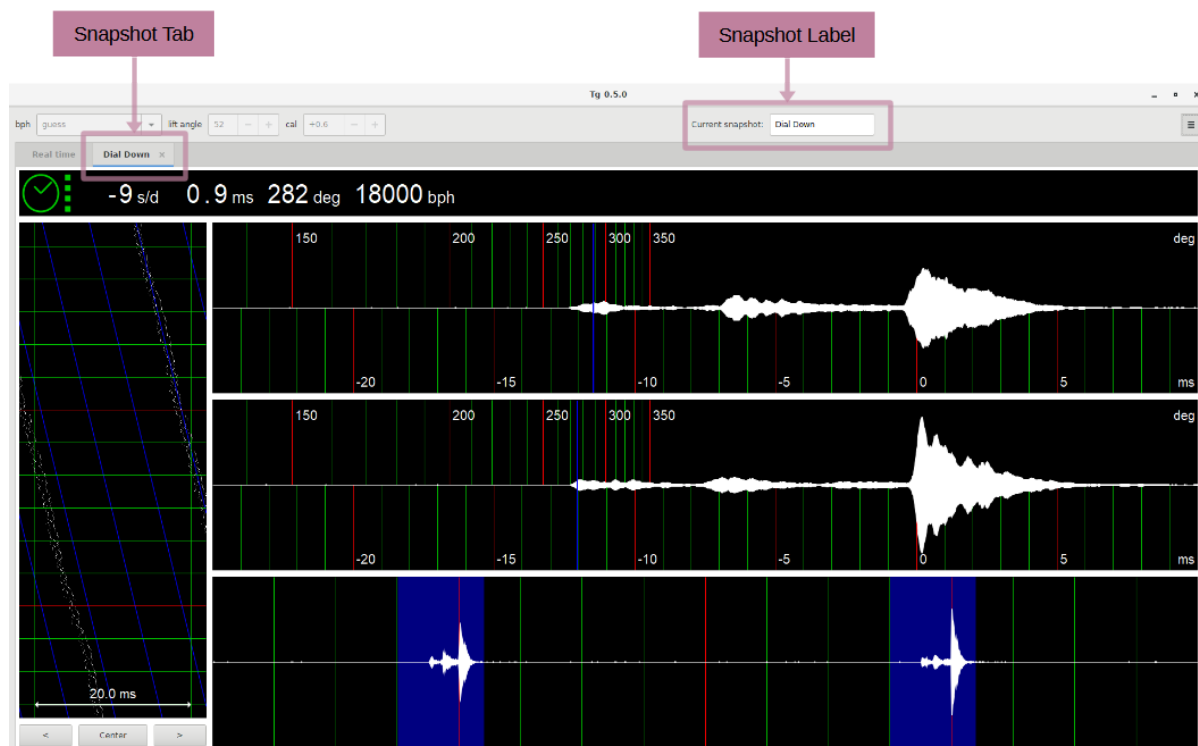 Snapshot Tab
Snapshot Label
Tg 0.5.0
bph guess lift angle 52 − + cal +0.6 − +
Current snapshot: Dial Down
Real time Dial Down ×
-9 s/d 0.9 ms 282 deg 18000 bph
150 200 250 300 350 deg
-20 -15 -10 -5 0 5 ms
150 200 250 300 350 deg
-20 -15 -10 -5 0 5 ms
20.0 ms
< Center >